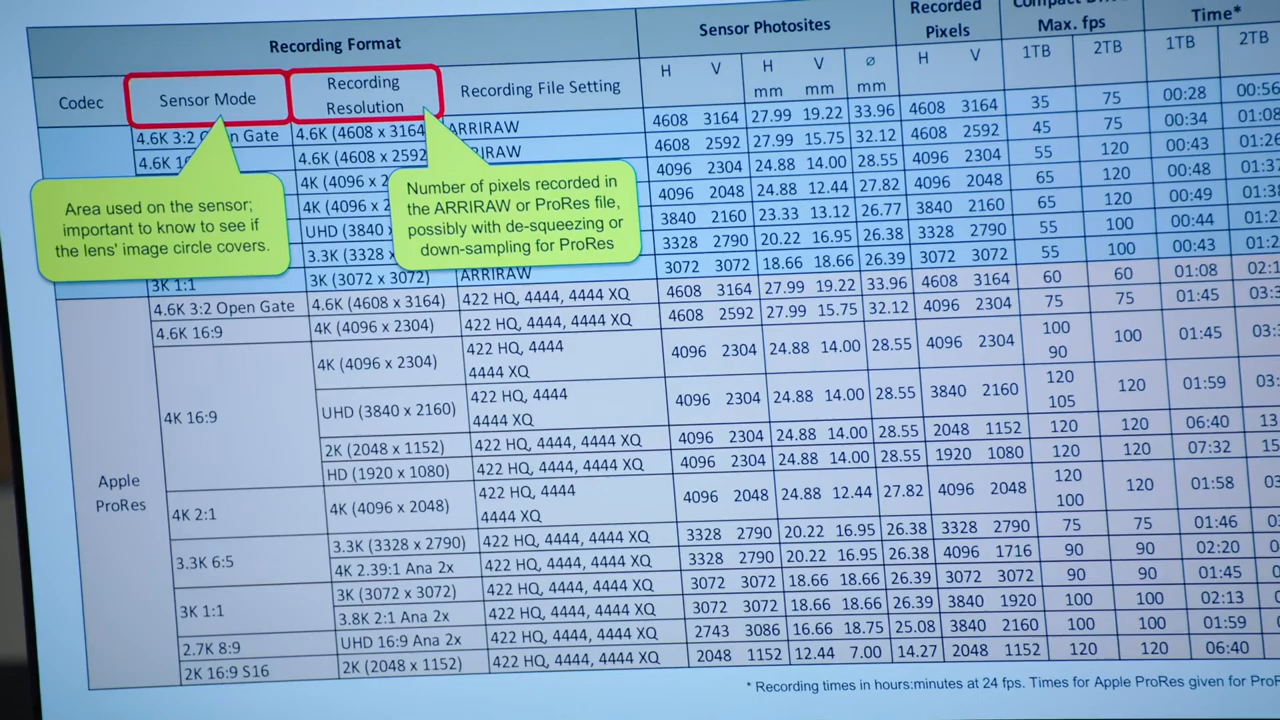 Recording Format Sensor Photosites Recorded Pixels Max. fps Time*
Codec Sensor Mode Recording Resolution Recording File Setting H V H mm V mm ⌀ mm H V 1TB 2TB 1TB 2TB
4.6K 3:2 Open Gate 4.6K (4608 x 3164 ARRIRAW 4608 3164 27.99 19.22 33.96 4608 3164 35 75 00:28 00:56
4.6K 4.6K (4608 x 2592 4608 2592 27.99 15.75 32.12 4608 2592 45 75 00:34 01:08
4K (4096 x 4096 2304 24.88 14.00 28.55 4096 2304 55 120 00:43
4K (4096 x 4096 2048 24.88 12.44 27.82 4096 2048 65 120 00:48
UHD (3840 3840 2160 23.33 13.12 26.77 3840 2160 65 120 00:49
3.3K (3328 3328 2790 20.22 16.95 26.38 3328 2790 55 100 00:44
3K 1:1 3K (3072 x 3072) ARRIRAW 3072 3072 18.66 18.66 26.39 3072 3072 55 100 00:43
Area used on the sensor;
important to know to see if
the lens' image circle covers.
Number of pixels recorded in
the ARRIRAW or ProRes file,
possibly with de-squeezing or
down-sampling for ProRes
Apple
ProRes
4.6K 3:2 Open Gate 4.6K (4608 x 3164) 422 HQ, 4444, 4444 XQ 4608 3164 27.99 19.22 33.96 4608 3164 60 60 01:08
4.6K 16:9 4K (4096 x 2304) 422 HQ, 4444, 4444 XQ 4608 2592 27.99 15.75 32.12 4096 2304 75 75 01:45
4K 16:9 4K (4096 x 2304) 422 HQ, 4444 4096 2304 24.88 14.00 28.55 4096 2304 100 100 01:45
4444 XQ 90
UHD (3840 x 2160) 422 HQ, 4444 4096 2304 24.88 14.00 28.55 3840 2160 120 120 01:59
4444 XQ 105
2K (2048 x 1152) 422 HQ, 4444, 4444 XQ 4096 2304 24.88 14.00 28.55 2048 1152 120 120 06:40
HD (1920 x 1080) 422 HQ, 4444, 4444 XQ 4096 2304 24.88 14.00 28.55 1920 1080 120 120 07:32
4K 2:1 4K (4096 x 2048) 422 HQ, 4444 4096 2048 24.88 12.44 27.82 4096 2048 120 120 01:58
4444 XQ 100
3.3K 6:5 3.3K (3328 x 2790) 422 HQ, 4444, 4444 XQ 3328 2790 20.22 16.95 26.38 3328 2790 75 75 01:46
4K 2.39:1 Ana 2x 422 HQ, 4444, 4444 XQ 3328 2790 20.22 16.95 26.38 4096 1716 90 90 02:20
3K 1:1 3K (3072 x 3072) 422 HQ, 4444, 4444 XQ 3072 3072 18.66 18.66 26.39 3072 3072 90 90 01:45
3.8K 2:1 Ana 2x 422 HQ, 4444, 4444 XQ 3072 3072 18.66 18.66 26.39 3840 1920 100 100 02:13
2.7K 8:9 UHD 16:9 Ana 2x 422 HQ, 4444, 4444 XQ 2743 3086 16.66 18.75 25.08 3840 2160 100 100 01:59
2K 16:9 S16 2K (2048 x 1152) 422 HQ, 4444, 4444 XQ 2048 1152 12.44 7.00 14.27 2048 1152 120 120 06:40
* Recording times in hours:minutes at 24 fps. Times for Apple ProRes given for